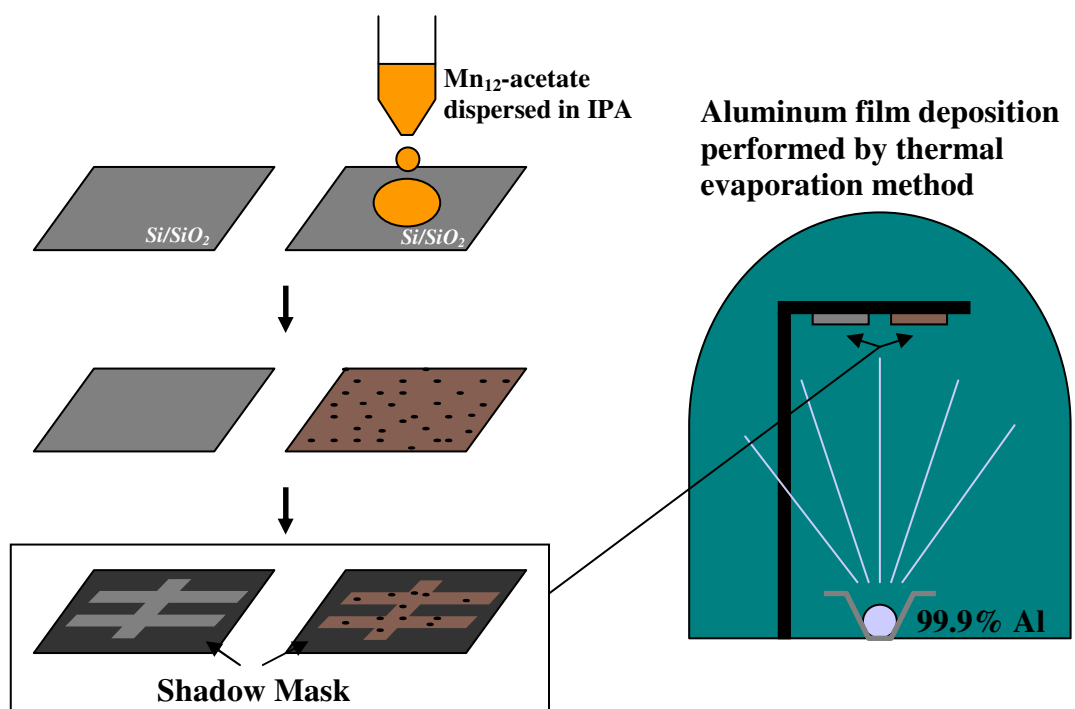 Mn₁₂-acetate
dispersed in IPA
Aluminum film deposition
performed by thermal
evaporation method
Si/SiO₂
Si/SiO₂
99.9% Al
Shadow Mask